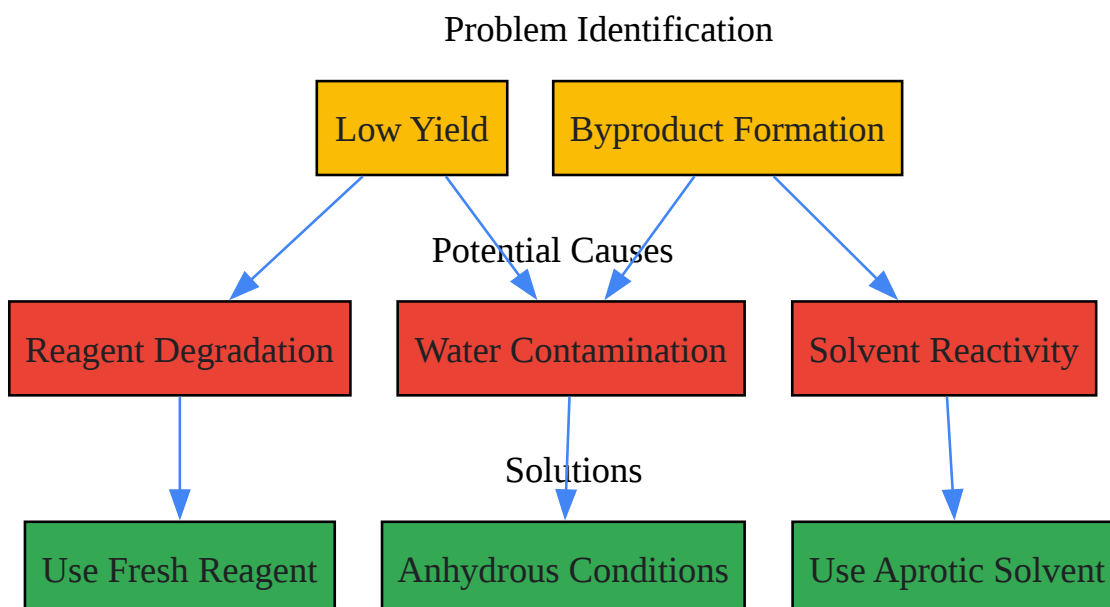 Problem Identification
Low Yield
Byproduct Formation
Potential Causes
Reagent Degradation
Water Contamination
Solvent Reactivity
Solutions
Use Fresh Reagent
Anhydrous Conditions
Use Aprotic Solvent